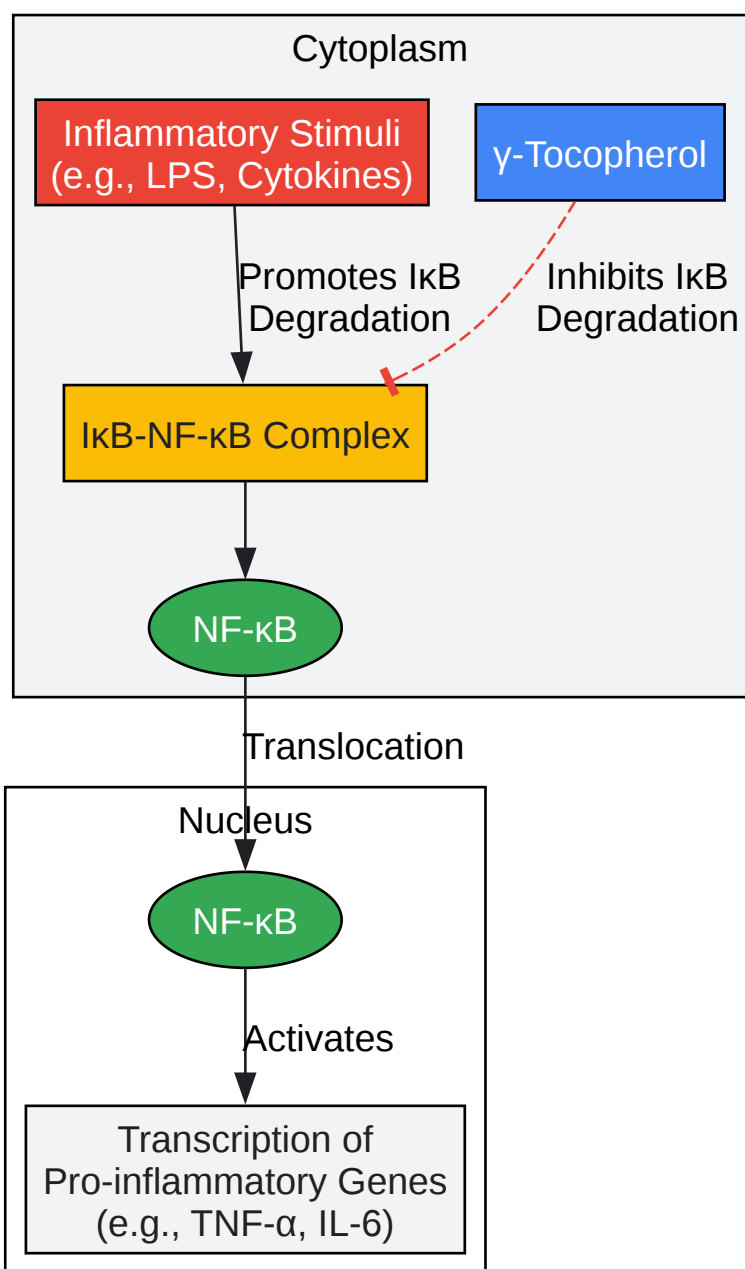 Cytoplasm
Inflammatory Stimuli
(e.g., LPS, Cytokines)
γ-Tocopherol
Promotes IκB
Degradation
Inhibits IκB
Degradation
IκB-NF-κB Complex
NF-κB
Translocation
Nucleus
NF-κB
Activates
Transcription of
Pro-inflammatory Genes
(e.g., TNF-α, IL-6)